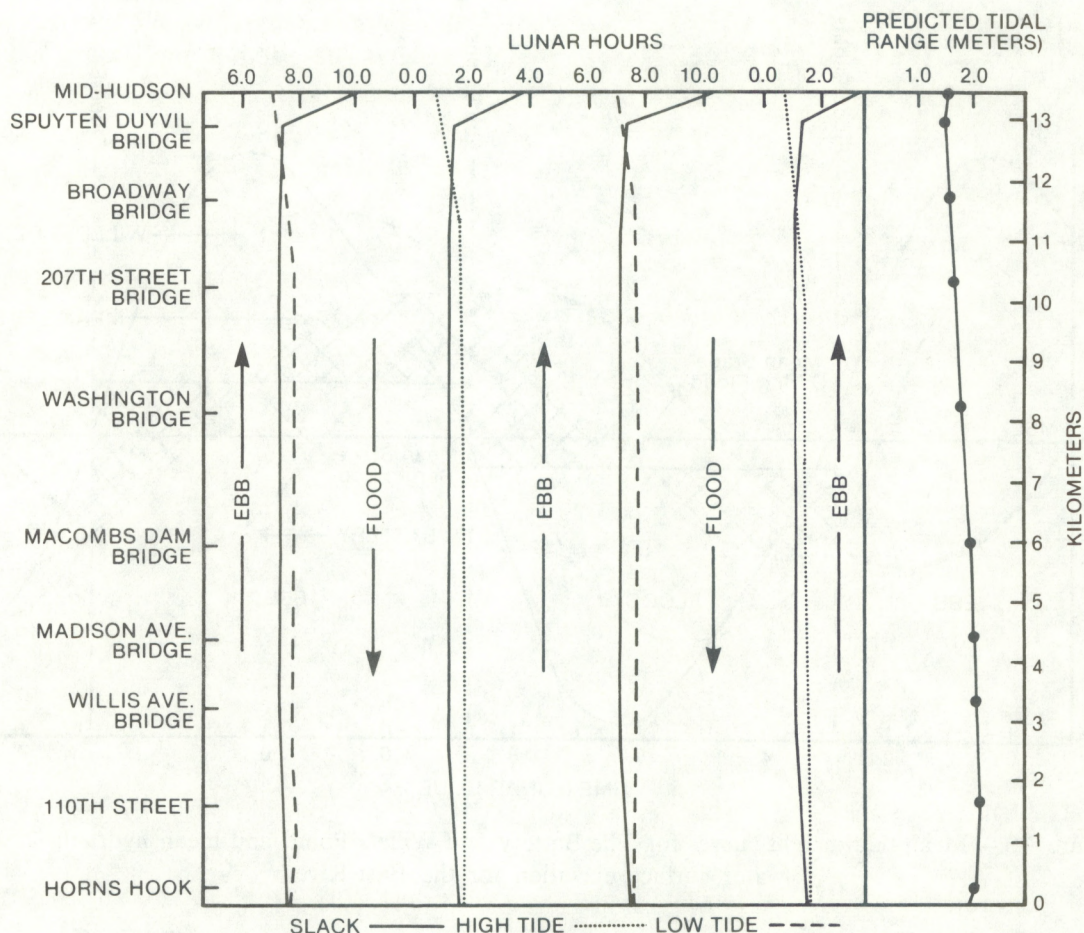 PREDICTED TIDAL
RANGE (METERS)
LUNAR HOURS
6.0 8.0 10.0 0.0 2.0 4.0 6.0 8.0 10.0 0.0 2.0 1.0 2.0
MID-HUDSON
SPUYTEN DUYVIL
BRIDGE
BROADWAY
BRIDGE
207TH STREET
BRIDGE
WASHINGTON
BRIDGE
MACOMBS DAM
BRIDGE
MADISON AVE.
BRIDGE
WILLIS AVE.
BRIDGE
110TH STREET
HORNS HOOK
EBB
FLOOD
EBB
FLOOD
EBB
13
12
11
10
9
8
7
6
5
4
3
2
1
0
KILOMETERS
SLACK HIGH TIDE LOW TIDE